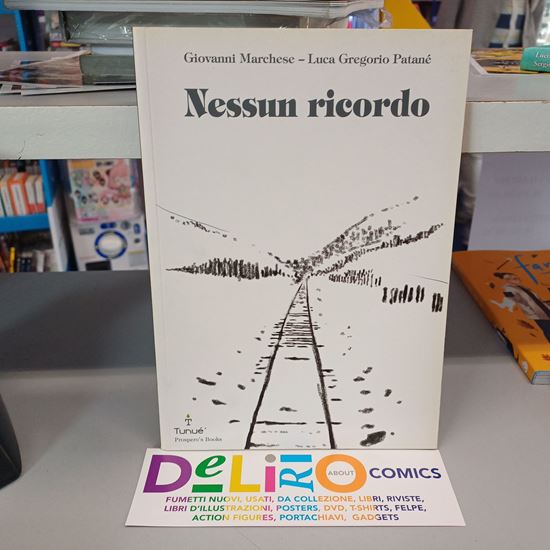 Giovanni Marchese – Luca Gregorio Patané
Nessun ricordo
Tunué
Prospero's Books
DeLiRiO
ABOUT
COMICS
FUMETTI NUOVI, USATI, DA COLLEZIONE, LIBRI, RIVISTE,
LIBRI D'ILLUSTRAZIONI, POSTERS, DVD, T-SHIRTS, FELPE,
ACTION FIGURES, PORTACHIAVI, GADGETS